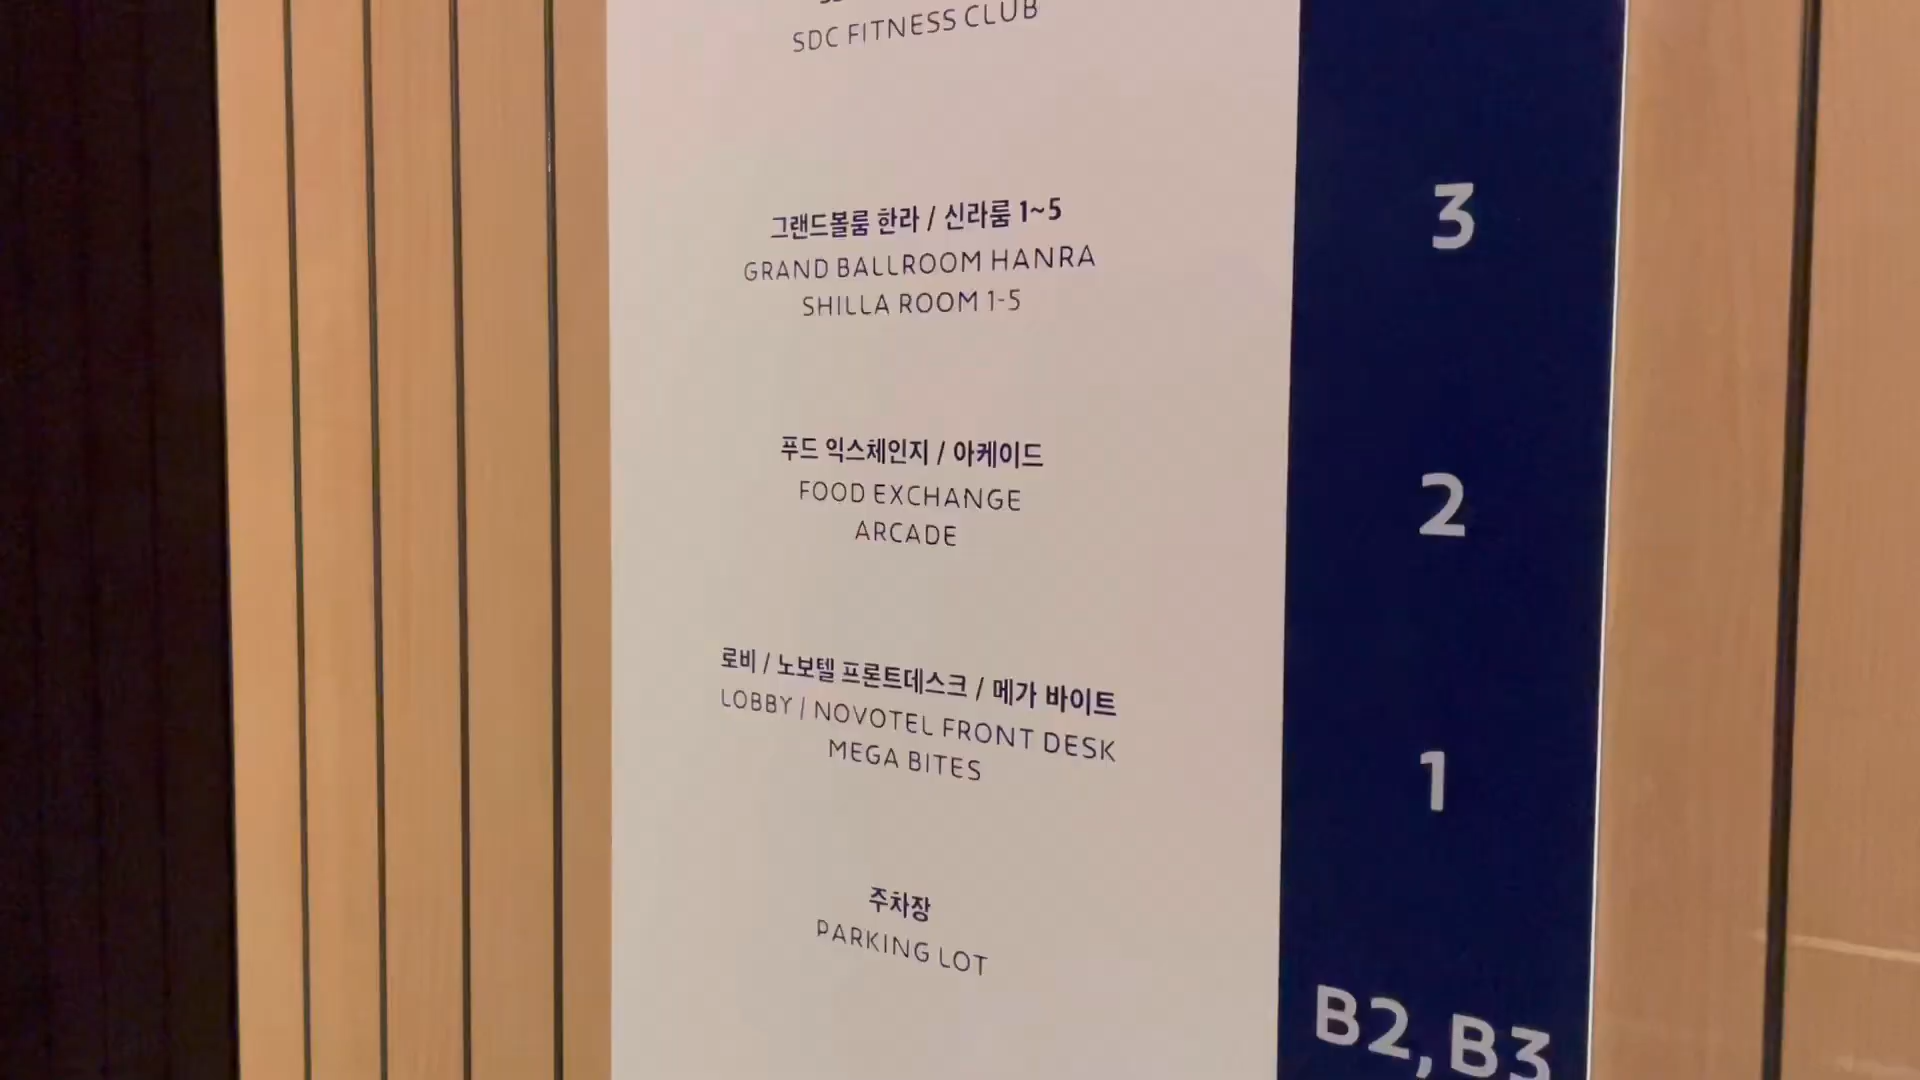 SDC FITNESS CLUB
그랜드볼룸 한라 / 신라룸 1~5
GRAND BALLROOM HANRA
SHILLA ROOM 1-5
3
푸드 익스체인지 / 아케이드
FOOD EXCHANGE
ARCADE
2
로비 / 노보텔 프론트데스크 / 메가 바이트
LOBBY / NOVOTEL FRONT DESK
MEGA BITES
1
주차장
PARKING LOT
B2, B3